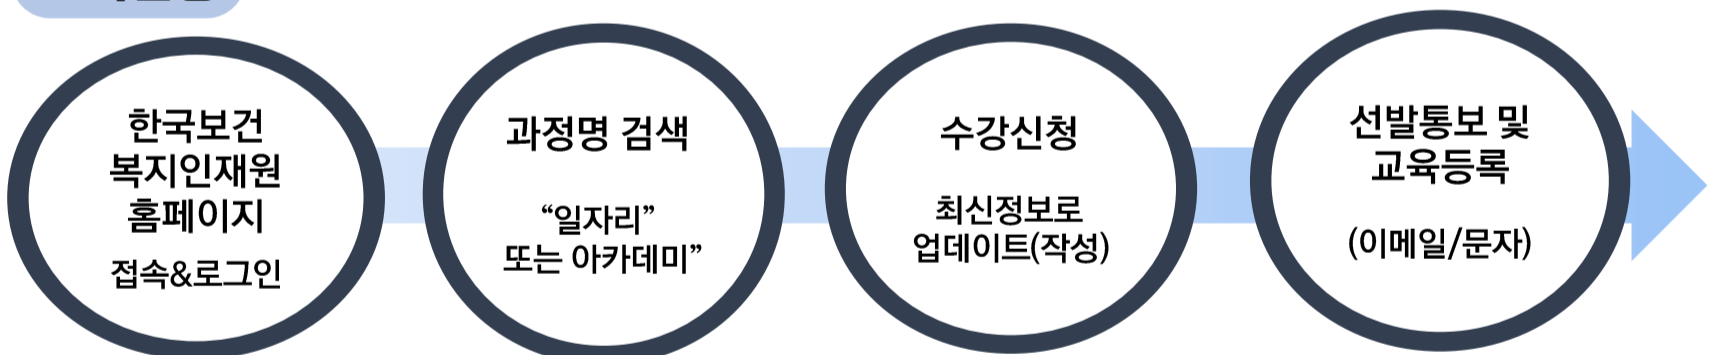 한국보건
복지인재원
홈페이지
접속&로그인
과정명 검색
“일자리”
또는 아카데미”
수강신청
최신정보로
업데이트(작성)
선발통보 및
교육등록
(이메일/문자)